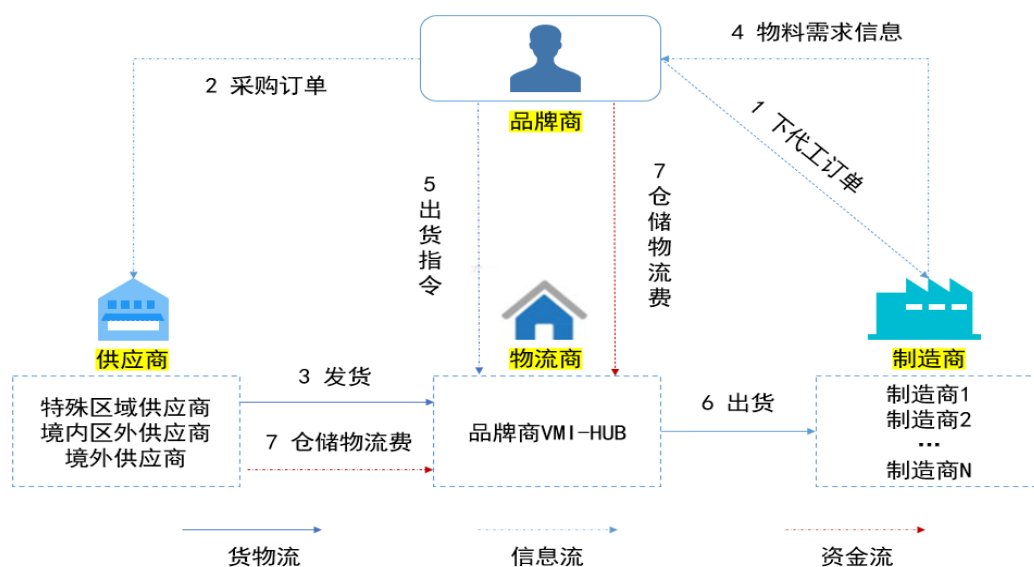 4 物料需求信息
2 采购订单
品牌商
1 下代工订单
5出货指令
7仓储物流费
供应商
物流商
制造商
3 发货
特殊区域供应商
境内区外供应商
境外供应商
7 仓储物流费
品牌商VMI-HUB
6 出货
制造商1
制造商2
…
制造商N
货物流
信息流
资金流